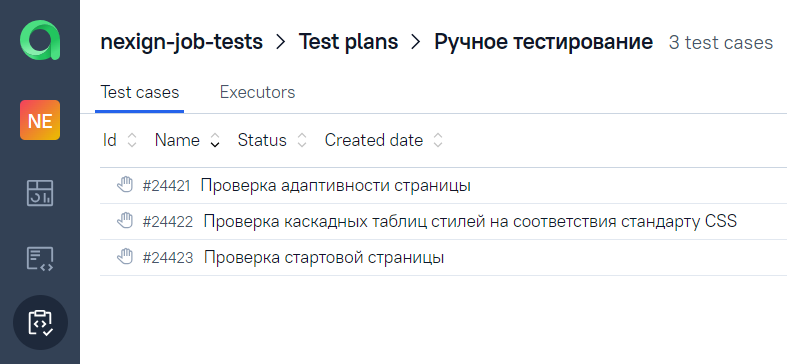 nexign-job-tests > Test plans > Ручное тестирование 3 test cases
Test cases Executors
NE
Id Name Status Created date
#24421 Проверка адаптивности страницы
#24422 Проверка каскадных таблиц стилей на соответствия стандарту CSS
#24423 Проверка стартовой страницы